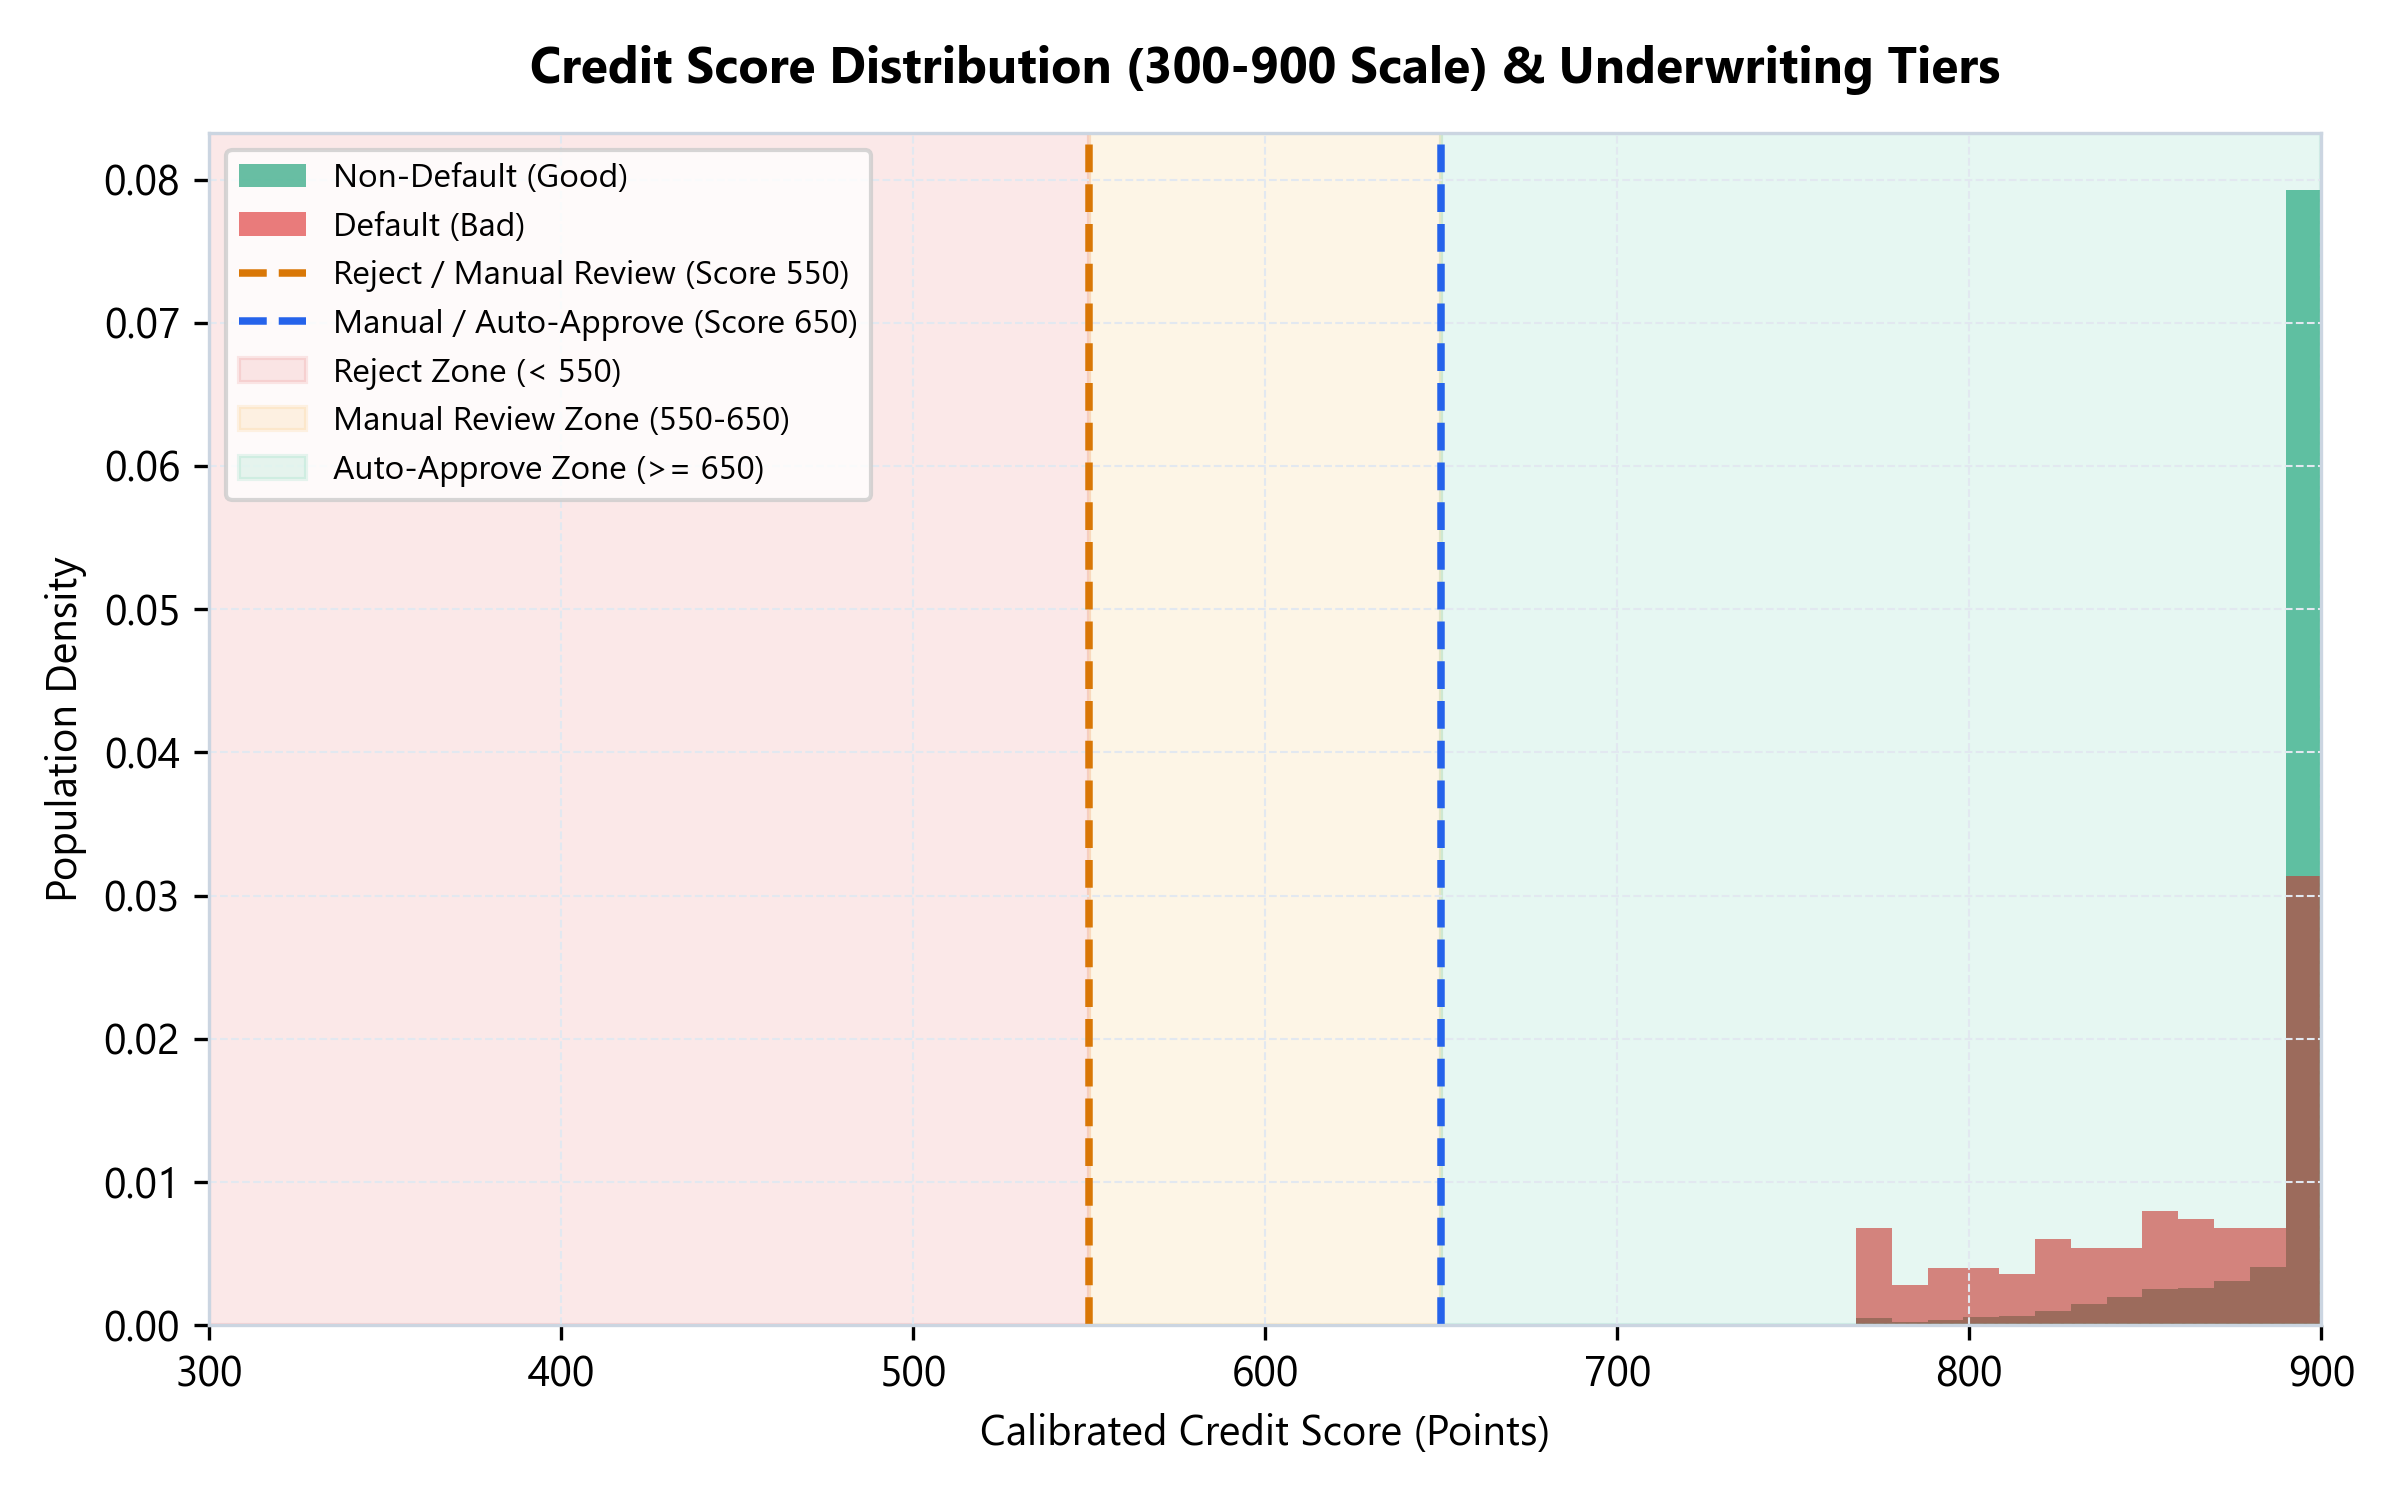 Credit Score Distribution (300-900 Scale) & Underwriting Tiers
Non-Default (Good)
Default (Bad)
Reject / Manual Review (Score 550)
Manual / Auto-Approve (Score 650)
Reject Zone (< 550)
Manual Review Zone (550-650)
Auto-Approve Zone (>= 650)
Population Density
0.08
0.07
0.06
0.05
0.04
0.03
0.02
0.01
0.00
300 400 500 600 700 800 900
Calibrated Credit Score (Points)